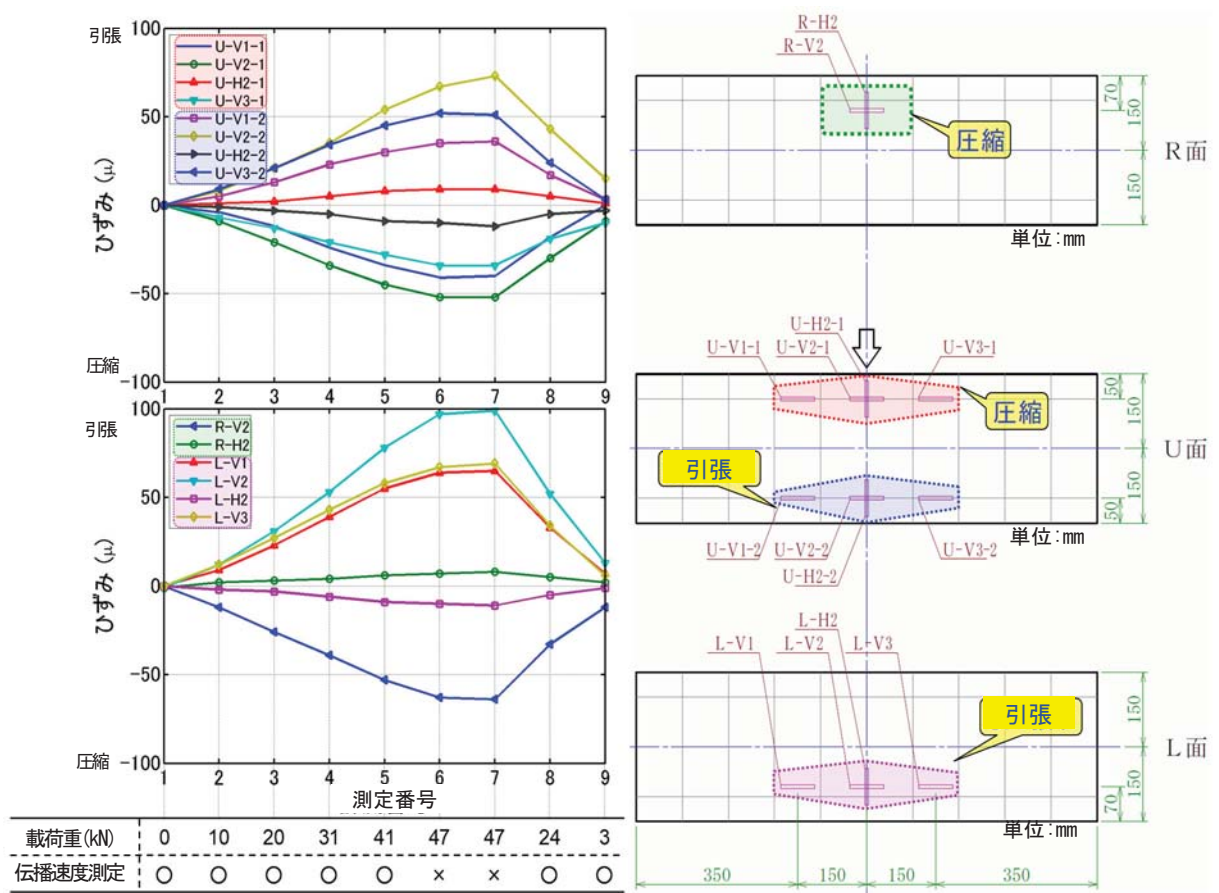 引張
100
50
0
-50
-100
ひずみ(μ)
圧縮
U-V1-1
U-V2-1
U-H2-1
U-V3-1
U-V1-2
U-V2-2
U-H2-2
U-V3-2
1 2 3 4 5 6 7 8 9
引張
100
50
0
-50
-100
ひずみ(μ)
圧縮
R-V2
R-H2
L-V1
L-V2
L-H2
L-V3
1 2 3 4 5 6 7 8 9
測定番号
載荷重(kN) 0 10 20 31 41 47 47 24 3
伝播速度測定 ○ ○ ○ ○ ○ × × ○ ○
R-H2
R-V2
圧縮
70
150
150
R面
単位:mm
U-H2-1
U-V1-1 U-V2-1 U-V3-1
圧縮
引張
50
150
150
50
U面
単位:mm
U-V1-2 U-V2-2 U-V3-2
U-H2-2
L-H2
L-V1 L-V2 L-V3
引張
150
150
70
L面
単位:mm
350 150 150 350